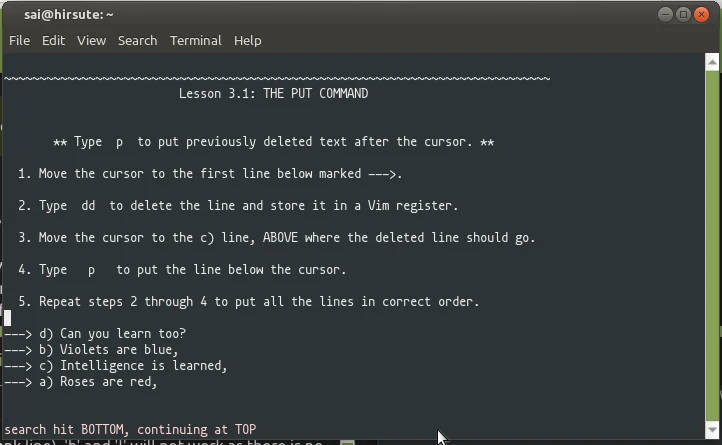 sai@hirsute: ~
File Edit View Search Terminal Help
~~~~~~~~~~~~~~~~~~~~~~~~~~~~~~~~~~~~~~~~~~~~~~~~~~~~~~~~~~~~~~~~~~~~~~~~~~~~~~
Lesson 3.1: THE PUT COMMAND
** Type p to put previously deleted text after the cursor. **
1. Move the cursor to the first line below marked --->.
2. Type dd to delete the line and store it in a Vim register.
3. Move the cursor to the c) line, ABOVE where the deleted line should go.
4. Type p to put the line below the cursor.
5. Repeat steps 2 through 4 to put all the lines in correct order.
---> d) Can you learn too?
---> b) Violets are blue,
---> c) Intelligence is learned,
---> a) Roses are red,
search hit BOTTOM, continuing at TOP